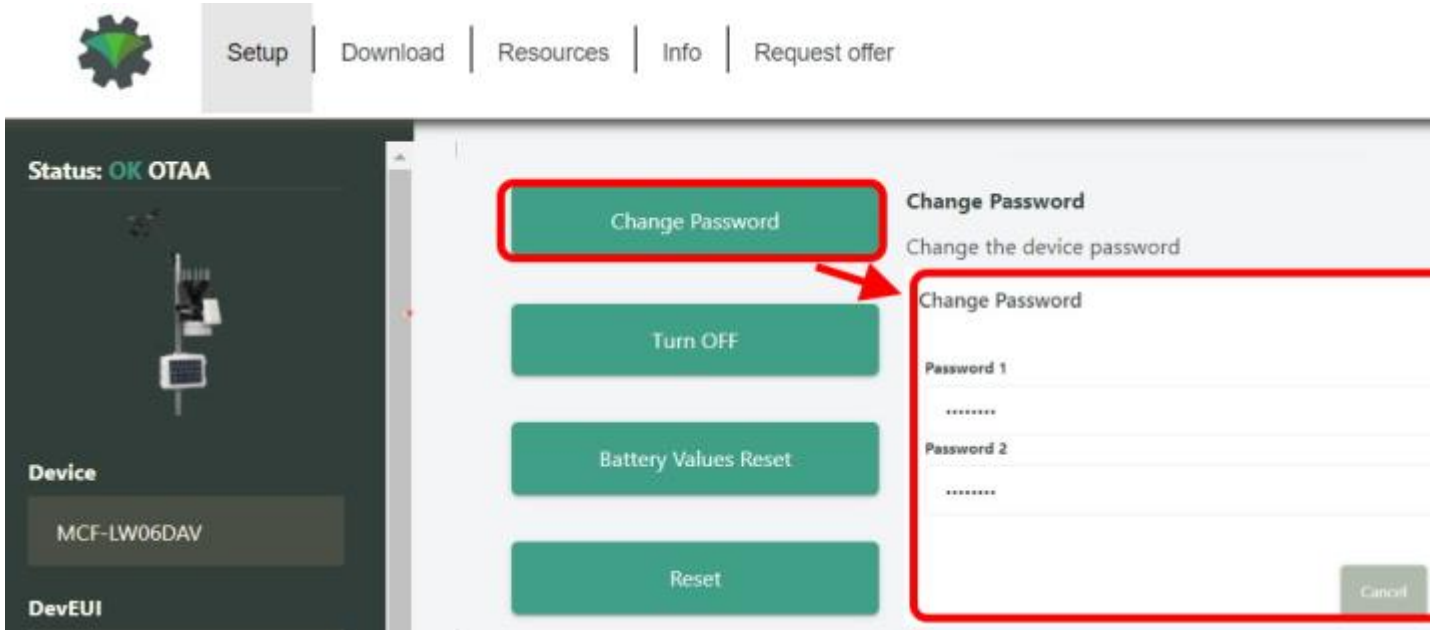 Setup
Download
Resources
Info
Request offer
Status: OK OTAA
Device
MCF-LW06DAV
DevEUI
Change Password
Turn OFF
Battery Values Reset
Reset
Change Password
Change the device password
Change Password
Password 1
••••••••
Password 2
••••••••
Cancel